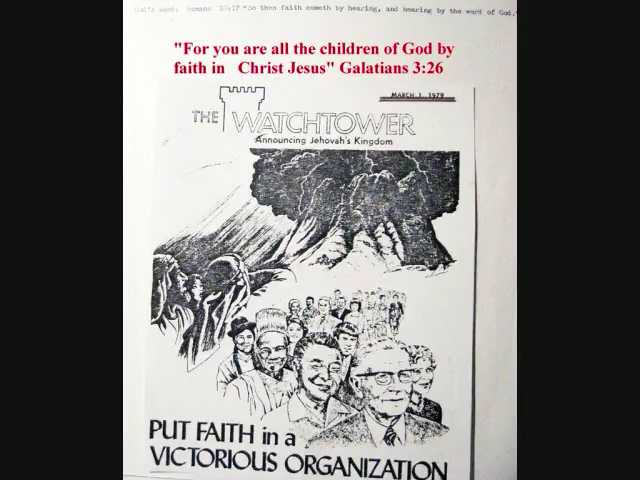 God's word. Romans 10:17 "So then faith cometh by hearing, and hearing by the word of God."
"For you are all the children of God by
faith in Christ Jesus" Galatians 3:26
MARCH 1, 1979
THE WATCHTOWER
Announcing Jehovah's Kingdom
PUT FAITH in a
VICTORIOUS ORGANIZATION